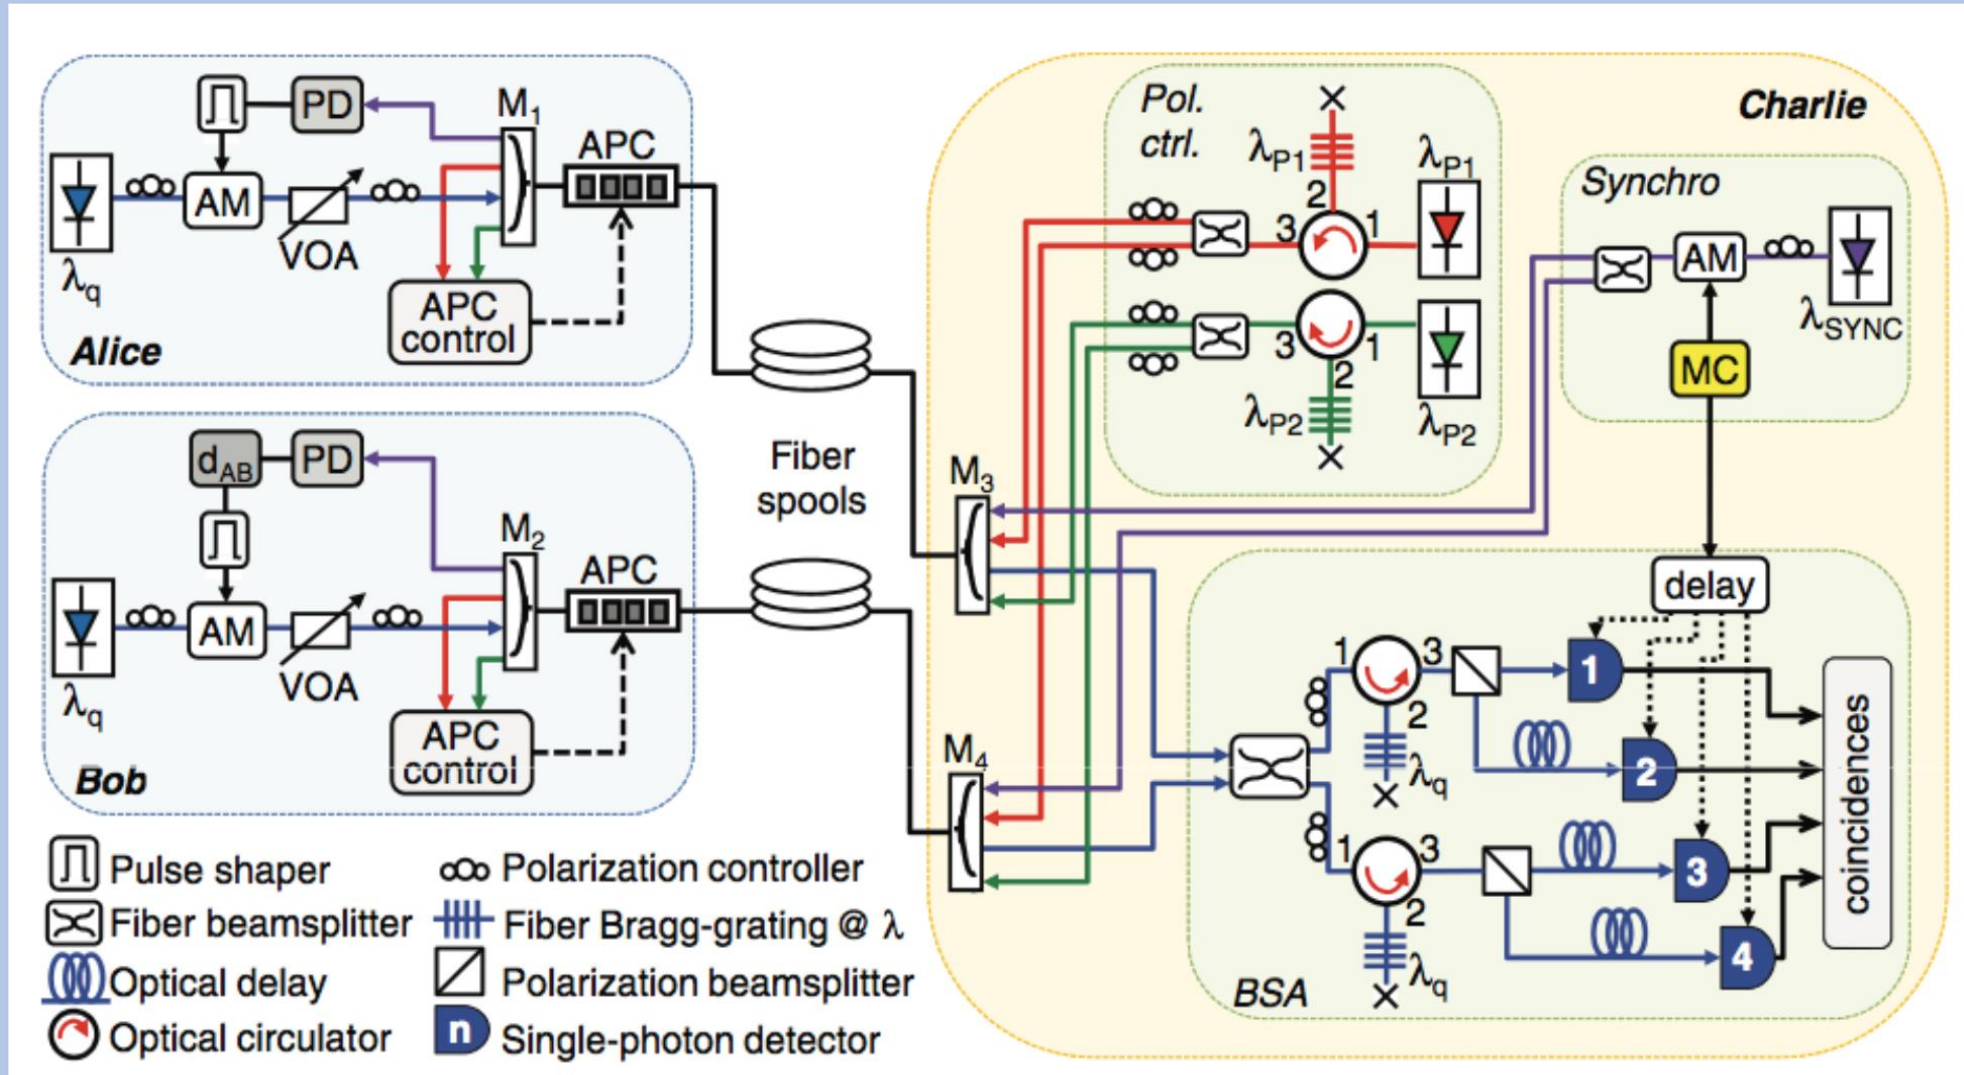 Alice
PD
M1
APC
λq
AM
VOA
APC
control
Bob
dAB
PD
M2
APC
λq
AM
VOA
APC
control
Fiber
spools
Charlie
Pol.
ctrl.
λP1
λP1
2
3
1
3
1
2
λP2
λP2
Synchro
AM
λSYNC
MC
M3
M4
delay
1
3
2
λq
1
3
2
λq
BSA
1
2
3
4
coincidences
Pulse shaper
Fiber beamsplitter
Optical delay
Optical circulator
Polarization controller
Fiber Bragg-grating @ λ
Polarization beamsplitter
n
Single-photon detector